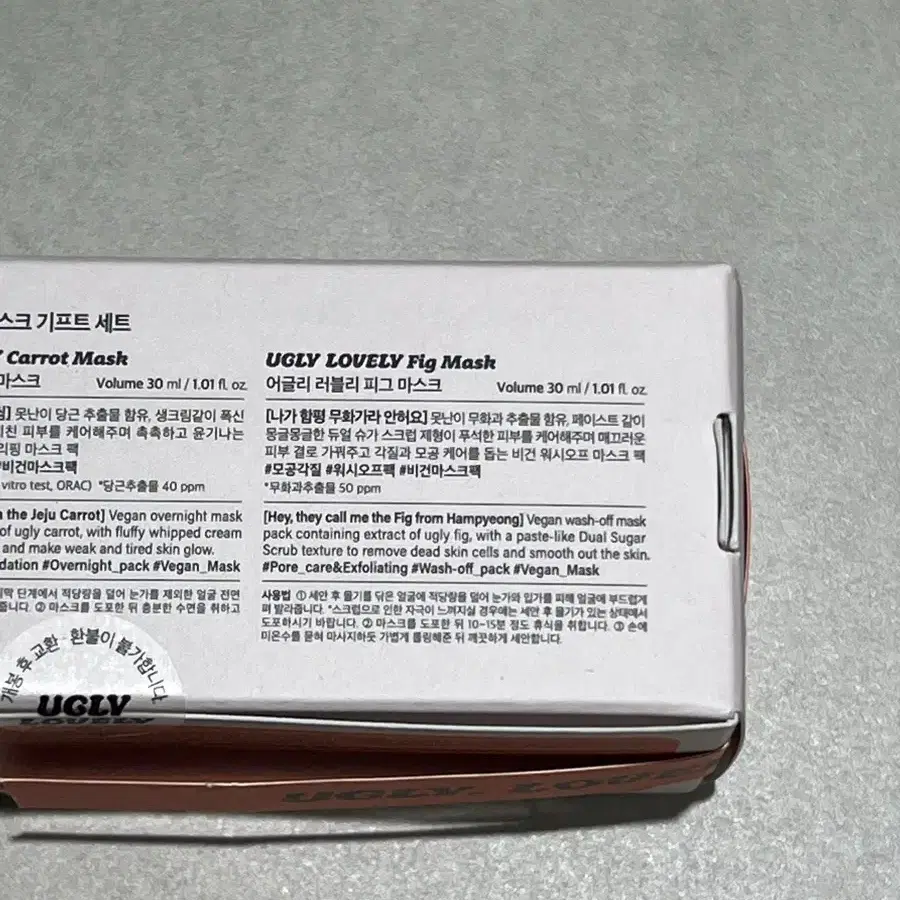 스크 기프트 세트
Carrot Mask
마스크 Volume 30 ml / 1.01 fl. oz.
못난이 당근 추출물 함유, 생크림같이 폭신
피부를 케어해주며 촉촉하고 윤기나는
리핑 마스크 팩
#비건마스크팩
vitro test, ORAC) *당근추출물 40 ppm
the Jeju Carrot] Vegan overnight mask
of ugly carrot, with fluffy whipped cream
and make weak and tired skin glow.
dation #Overnight_pack #Vegan_Mask
막 단계에서 적당량을 덜어 눈가를 제외한 얼굴 전면
줍니다. ② 마스크를 도포한 뒤 충분한 수면을 취하고
UGLY LOVELY Fig Mask
어글리 러블리 피그 마스크 Volume 30 ml / 1.01 fl. oz.
[나가 함평 무화가라 안허요] 못난이 무화과 추출물 함유, 페이스트 같이
몽글몽글한 듀얼 슈가 스크럽 제형이 푸석한 피부를 케어해주며 매끄러운
피부 결로 가꿔주고 각질과 모공 케어를 돕는 비건 워시오프 마스크 팩
#모공각질 #워시오프팩 #비건마스크팩
*무화과추출물 50 ppm
[Hey, they call me the Fig from Hampyeong] Vegan wash-off mask
pack containing extract of ugly fig, with a paste-like Dual Sugar
Scrub texture to remove dead skin cells and smooth out the skin.
#Pore_care&Exfoliating #Wash-off_pack #Vegan_Mask
사용법 ① 세안 후 물기를 닦은 얼굴에 적당량을 덜어 눈가와 입가를 피해 얼굴에 부드럽게
펴 발라줍니다. *스크럽으로 인한 자극이 느껴지실 경우에는 세안 후 물기가 있는 상태에서
도포하시기 바랍니다. ② 마스크를 도포한 뒤 10~15분 정도 휴식을 취합니다. ③ 손에
미온수를 묻혀 마사지하듯 가볍게 롤링해준 뒤 깨끗하게 세안합니다.
개봉 후 교환 · 환불이 불가합니다.
UGLY
LOVELY
UGLY LOVE